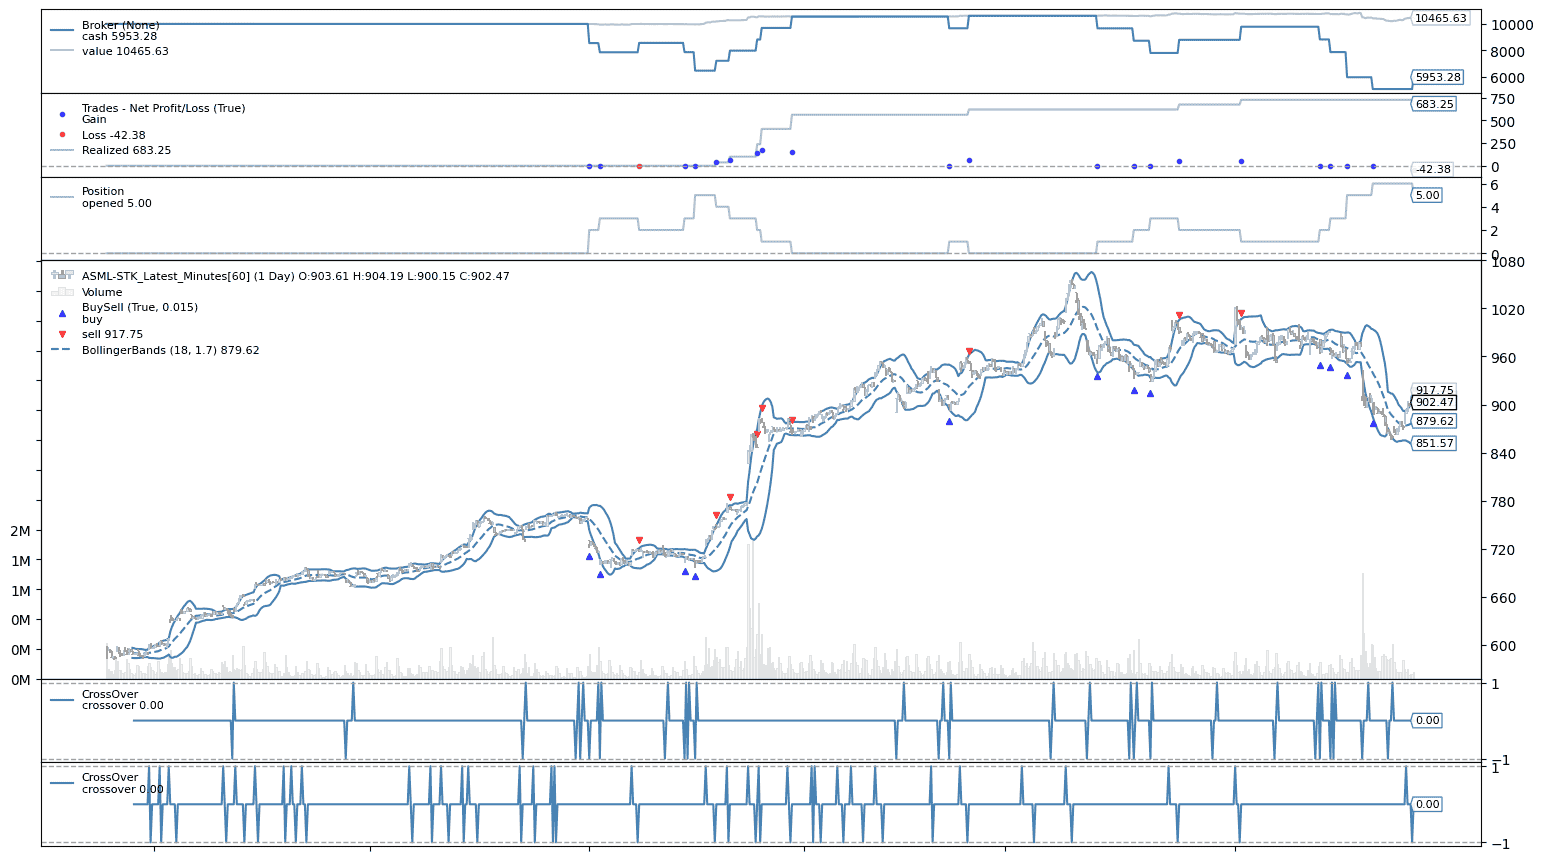 Broker (None)
cash 5953.28
value 10465.63
10465.63
10000
8000
6000
5953.28
Trades - Net Profit/Loss (True)
Gain
Loss -42.38
Realized 683.25
750
683.25
500
250
0
-42.38
Position
opened 5.00
6
5.00
4
2
0
ASML-STK_Latest_Minutes[60] (1 Day) O:903.61 H:904.19 L:900.15 C:902.47
Volume
BuySell (True, 0.015)
buy
sell 917.75
BollingerBands (18, 1.7) 879.62
1080
1020
960
917.75
902.47
900
879.62
851.57
840
780
720
660
600
2M
1M
1M
0M
0M
0M
CrossOver
crossover 0.00
1
0.00
−1
CrossOver
crossover 0.00
1
0.00
−1